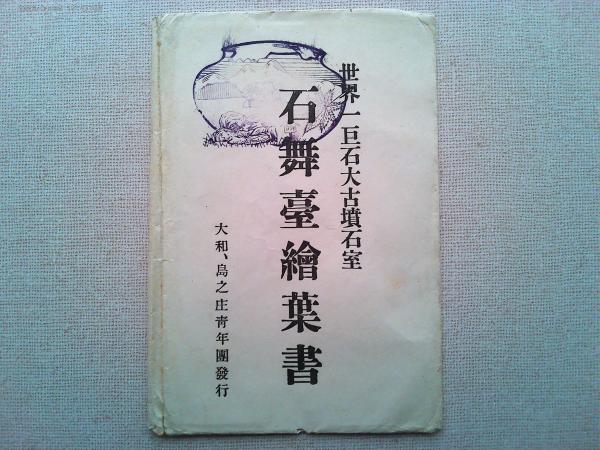 世界一巨石大古墳石室
石舞臺繪葉書
大和、島之庄靑年團發行